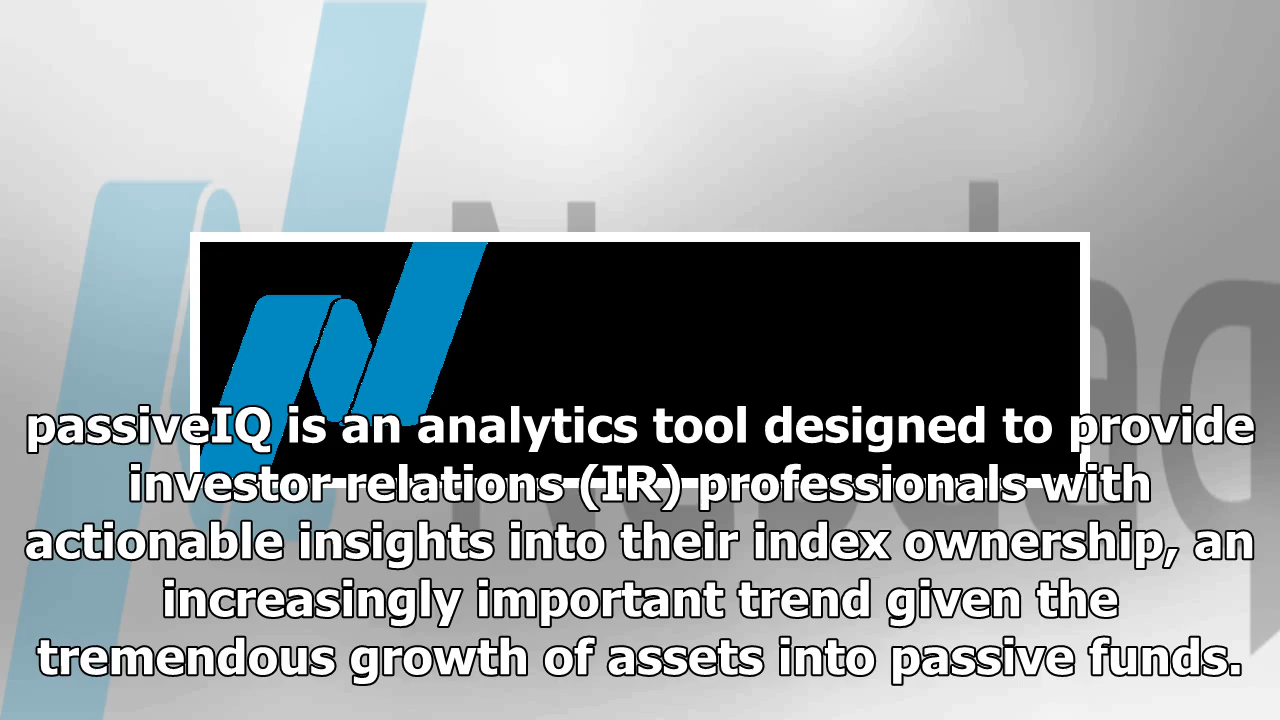 Nasdaq
passiveIQ is an analytics tool designed to provide
investor relations (IR) professionals with
actionable insights into their index ownership, an
increasingly important trend given the
tremendous growth of assets into passive funds.